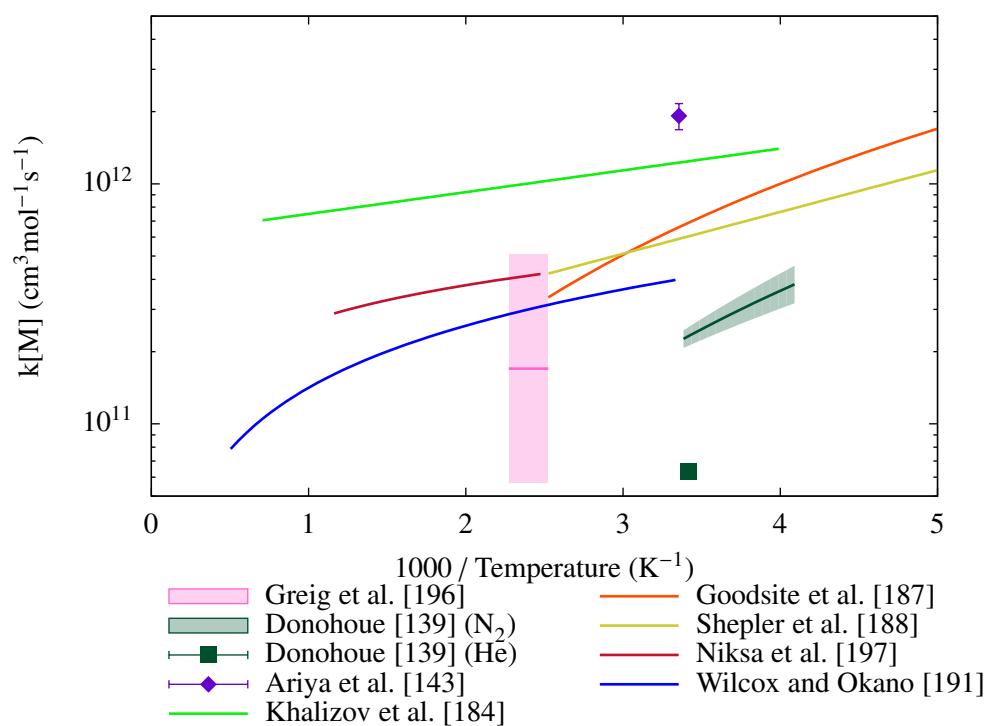 k[M] (cm³mol⁻¹s⁻¹)
10¹²
10¹¹
0 1 2 3 4 5
1000 / Temperature (K⁻¹)
Greig et al. [196]
Donohoue [139] (N₂)
Donohoue [139] (He)
Ariya et al. [143]
Khalizov et al. [184]
Goodsite et al. [187]
Shepler et al. [188]
Niksa et al. [197]
Wilcox and Okano [191]